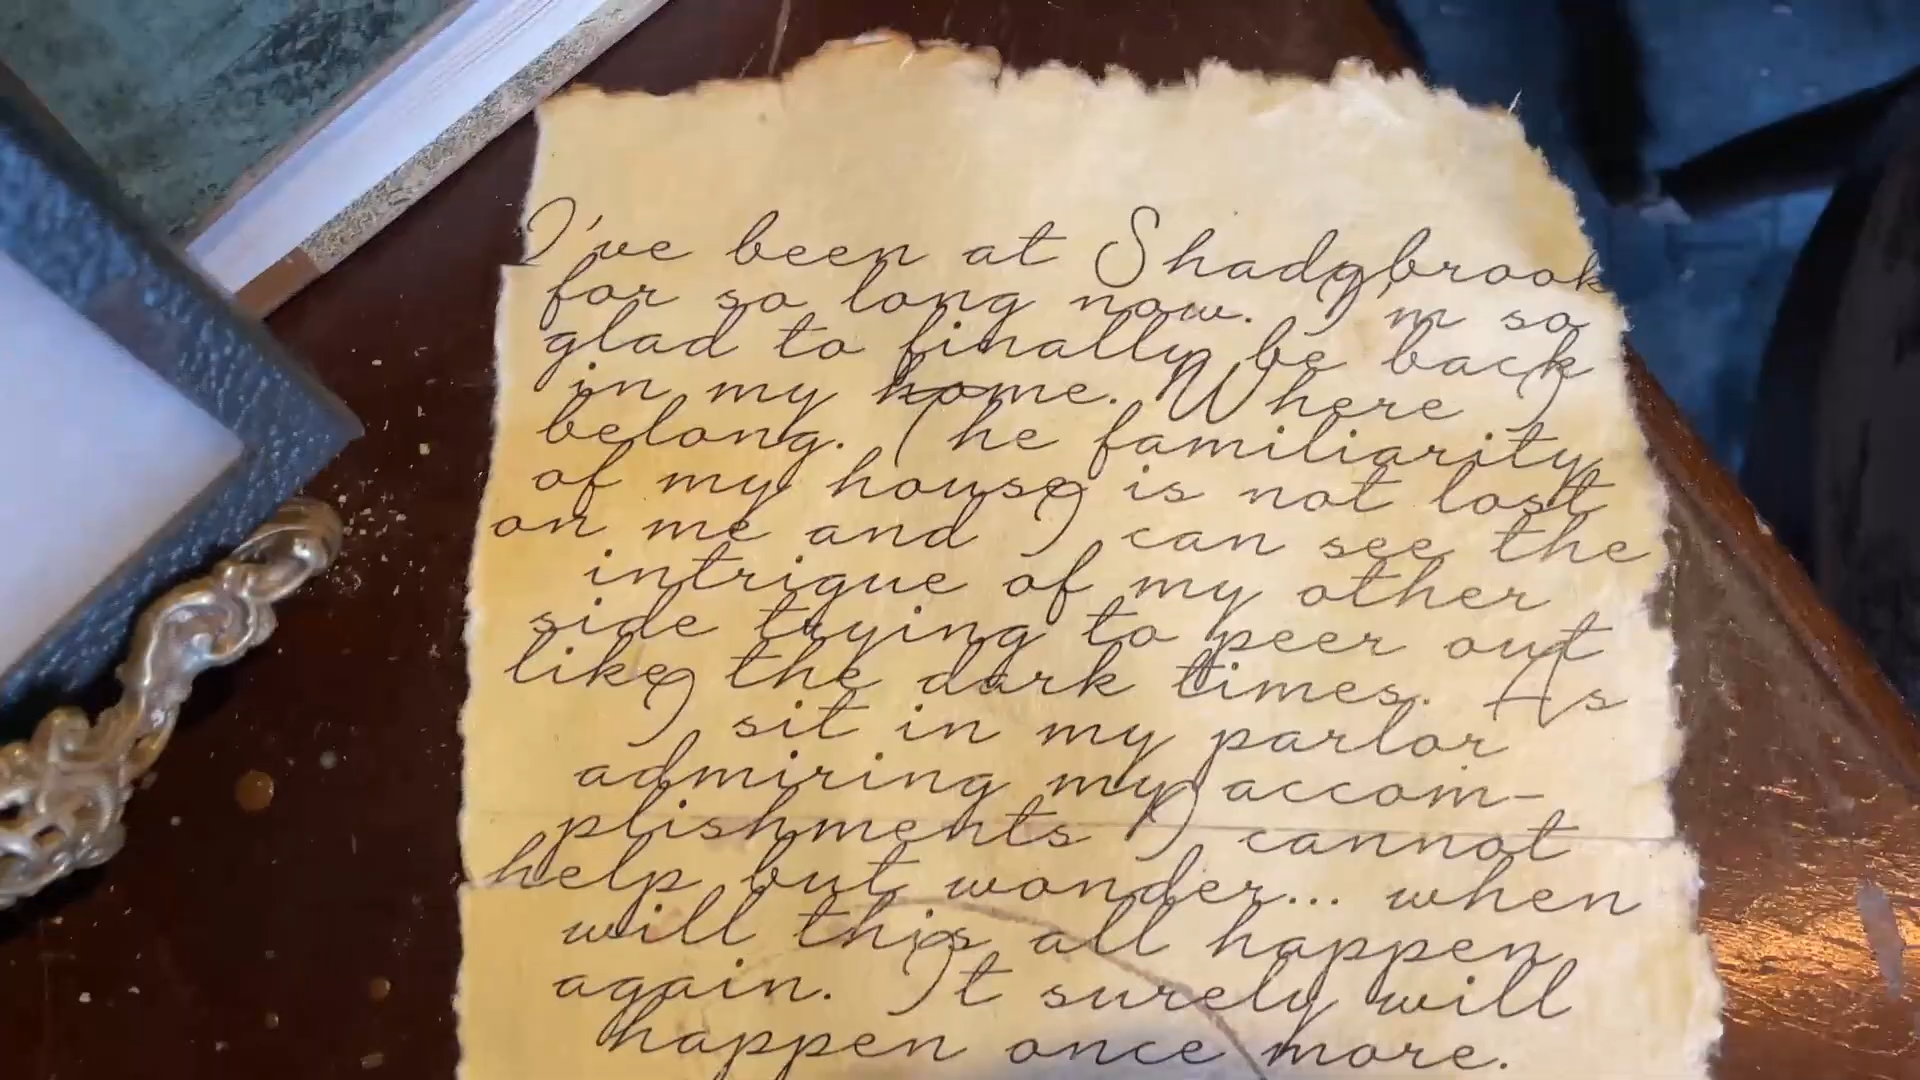 I've been at Shadybrook
for so long now. I'm so
glad to finally be back
in my home. Where I
belong. The familiarity
of my house is not lost
on me and I can see the
intrigue of my other
side trying to peer out
like the dark times. As
I sit in my parlor
admiring my accom-
plishments I cannot
help but wonder... when
will this all happen
again. It surely will
happen once more.